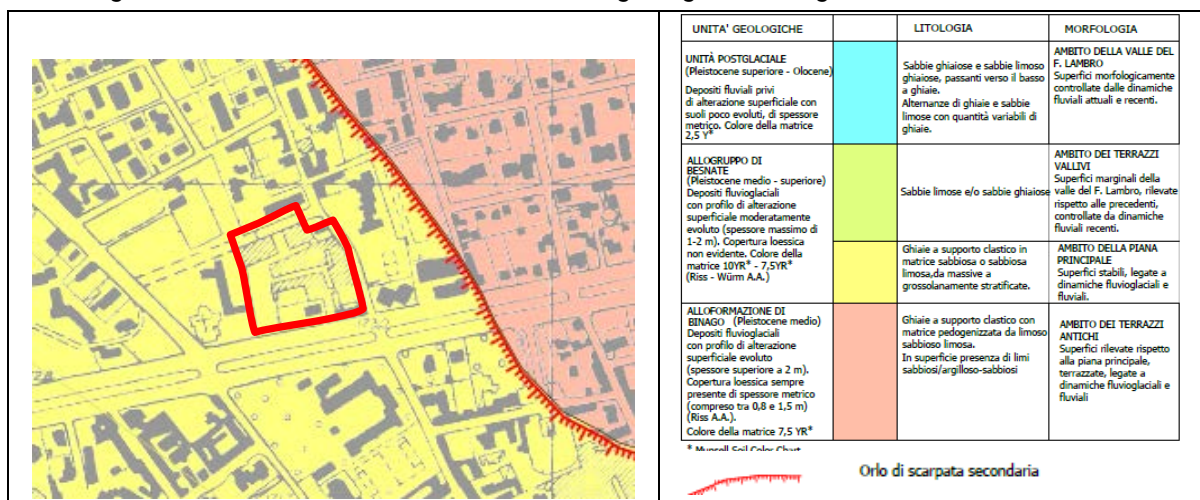 UNITA' GEOLOGICHE
LITOLOGIA
MORFOLOGIA
UNITÀ POSTGLACIALE
(Pleistocene superiore - Olocene)
Depositi fluviali privi
di alterazione superficiale con
suoli poco evoluti, di spessore
metrico. Colore della matrice
2,5 Y*
Sabbie ghiaiose e sabbie limoso
ghiaiose, passanti verso il basso
a ghiaie.
Alternanze di ghiaie e sabbie
limose con quantità variabili di
ghiaie.
AMBITO DELLA VALLE DEL
F. LAMBRO
Superfici morfologicamente
controllate dalle dinamiche
fluviali attuali e recenti.
ALLOGRUPPO DI
BESNATE
(Pleistocene medio - superiore)
Depositi fluvioglaciali
con profilo di alterazione
superficiale moderatamente
evoluto (spessore massimo di
1-2 m). Copertura loessica
non evidente. Colore della
matrice 10YR* - 7,5YR*
(Riss - Würm A.A.)
Sabbie limose e/o sabbie ghiaiose
AMBITO DEI TERRAZZI
VALLIVI
Superfici marginali della
valle del F. Lambro, rilevate
rispetto alle precedenti,
controllate da dinamiche
fluviali recenti.
Ghiaie a supporto clastico in
matrice sabbiosa o sabbiosa
limosa,da massive a
grossolanamente stratificate.
AMBITO DELLA PIANA
PRINCIPALE
Superfici stabili, legate a
dinamiche fluvioglaciali e
fluviali.
ALLOFORMAZIONE DI
BINAGO (Pleistocene medio)
Depositi fluvioglaciali
con profilo di alterazione
superficiale evoluto
(spessore superiore a 2 m).
Copertura loessica sempre
presente di spessore metrico
(compreso tra 0,8 e 1,5 m)
(Riss A.A.).
Colore della matrice 7,5 YR*
Ghiaie a supporto clastico con
matrice pedogenizzata da limoso
sabbioso limosa.
In superficie presenza di limi
sabbiosi/argilloso-sabbiosi
AMBITO DEI TERRAZZI
ANTICHI
Superfici rilevate rispetto
alla piana principale,
terrazzate, legate a
dinamiche fluvioglaciali e
fluviali
* Munsell Soil Color Chart
Orlo di scarpata secondaria